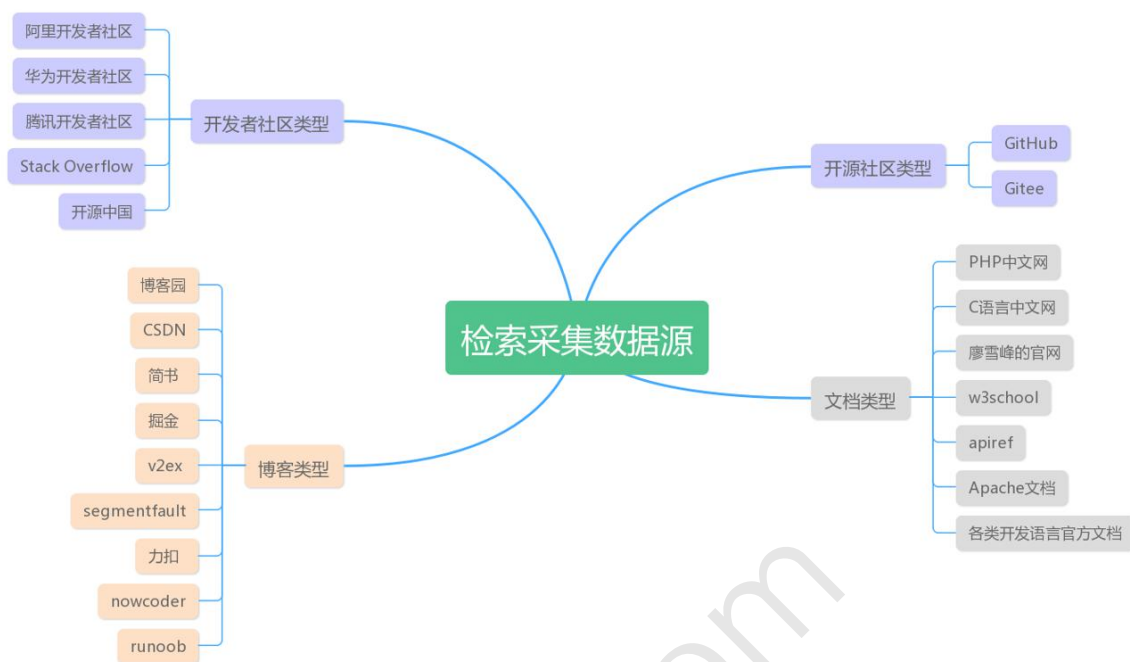 阿里开发者社区
华为开发者社区
腾讯开发者社区
Stack Overflow
开源中国
开发者社区类型
博客园
CSDN
简书
掘金
v2ex
segmentfault
力扣
nowcoder
runoob
博客类型
检索采集数据源
开源社区类型
GitHub
Gitee
文档类型
PHP中文网
C语言中文网
廖雪峰的官网
w3school
apiref
Apache文档
各类开发语言官方文档
om